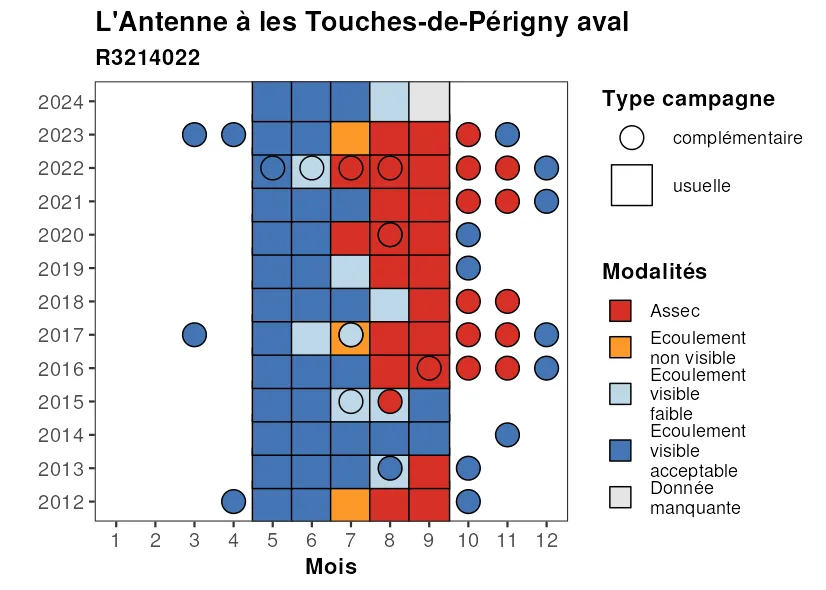 L'Antenne à les Touches-de-Périgny aval
R3214022
2024
2023
2022
2021
2020
2019
2018
2017
2016
2015
2014
2013
2012
1 2 3 4 5 6 7 8 9 10 11 12
Mois
Type campagne
complémentaire
usuelle
Modalités
Assec
Ecoulement
non visible
Ecoulement
visible
faible
Ecoulement
visible
acceptable
Donnée
manquante